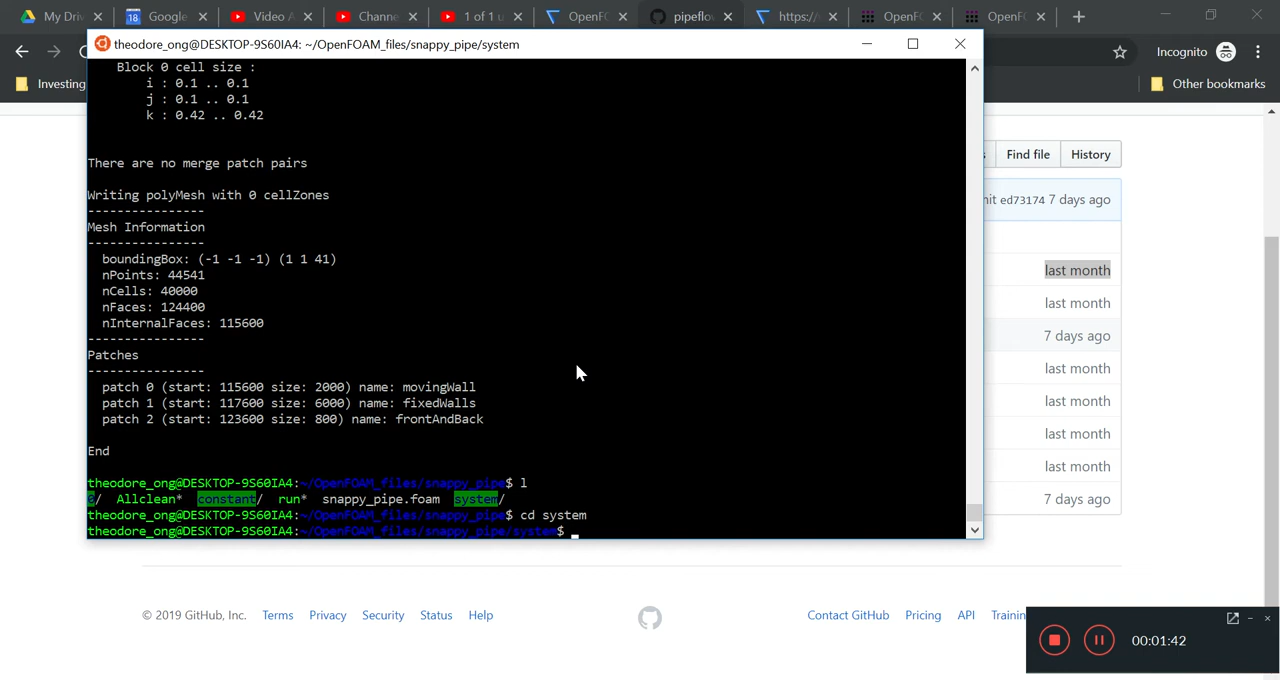 My Driv
Google
Video A
Channe
1 of 1 u
OpenFC
pipeflov
https://
OpenFC
OpenFC
Incognito
Investing
Other bookmarks
theodore_ong@DESKTOP-9S60IA4: ~/OpenFOAM_files/snappy_pipe/system
Block 0 cell size :
i : 0.1 .. 0.1
j : 0.1 .. 0.1
k : 0.42 .. 0.42
There are no merge patch pairs
Writing polyMesh with 0 cellZones
----------------
Mesh Information
----------------
boundingBox: (-1 -1 -1) (1 1 41)
nPoints: 44541
nCells: 40000
nFaces: 124400
nInternalFaces: 115600
----------------
Patches
----------------
patch 0 (start: 115600 size: 2000) name: movingWall
patch 1 (start: 117600 size: 6000) name: fixedWalls
patch 2 (start: 123600 size: 800) name: frontAndBack
End
theodore_ong@DESKTOP-9S60IA4:~/OpenFOAM_files/snappy_pipe$ l
0/ Allclean* constant/ run* snappy_pipe.foam system/
theodore_ong@DESKTOP-9S60IA4:~/OpenFOAM_files/snappy_pipe$ cd system
theodore_ong@DESKTOP-9S60IA4:~/OpenFOAM_files/snappy_pipe/system$
Find file
History
ed73174 7 days ago
last month
last month
7 days ago
last month
last month
last month
last month
7 days ago
© 2019 GitHub, Inc. Terms Privacy Security Status Help
Contact GitHub Pricing API Trainin
00:01:42